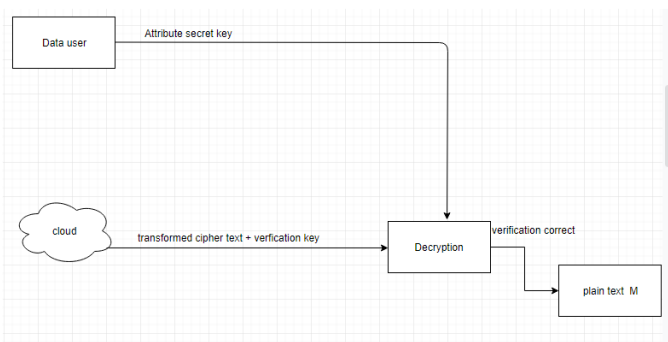 Data user
Attribute secret key
cloud
transformed cipher text + verfication key
Decryption
verification correct
plain text M